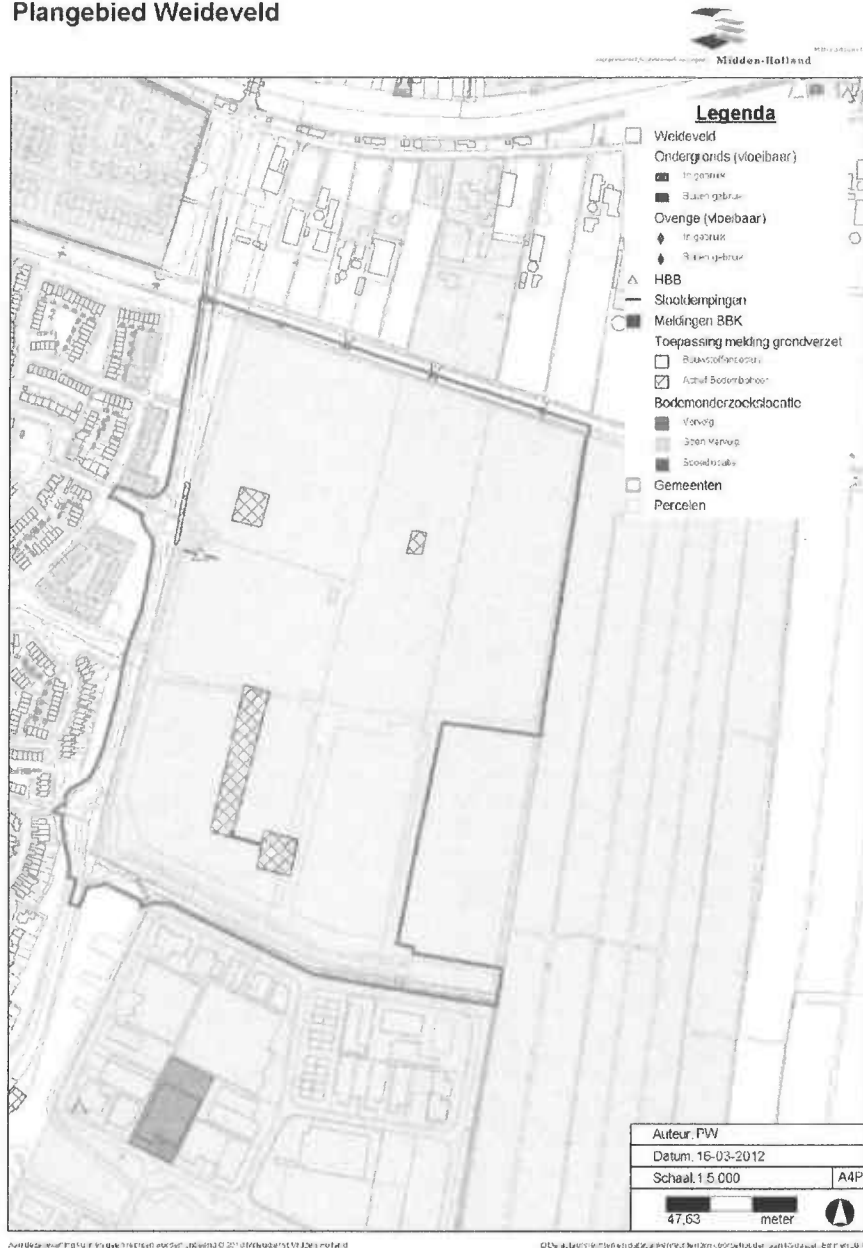 Plangebied Weideveld
Midden-Holland
Legenda
Weideveld
Ondergronds (vloeibaar)
In gebruik
Buiten gebruik
Overige (vloeibaar)
In gebruik
Buiten gebruik
HBB
Slootdempingen
Meldingen BBK
Toepassing melding grondverzet
Actief Bodembeheer
Bodemonderzoekslocatie
Vervolg
Geen Vervolg
Spoedlocatie
Gemeenten
Percelen
Auteur: PW
Datum: 16-03-2012
Schaal: 1:5.000
A4P
47,63 meter